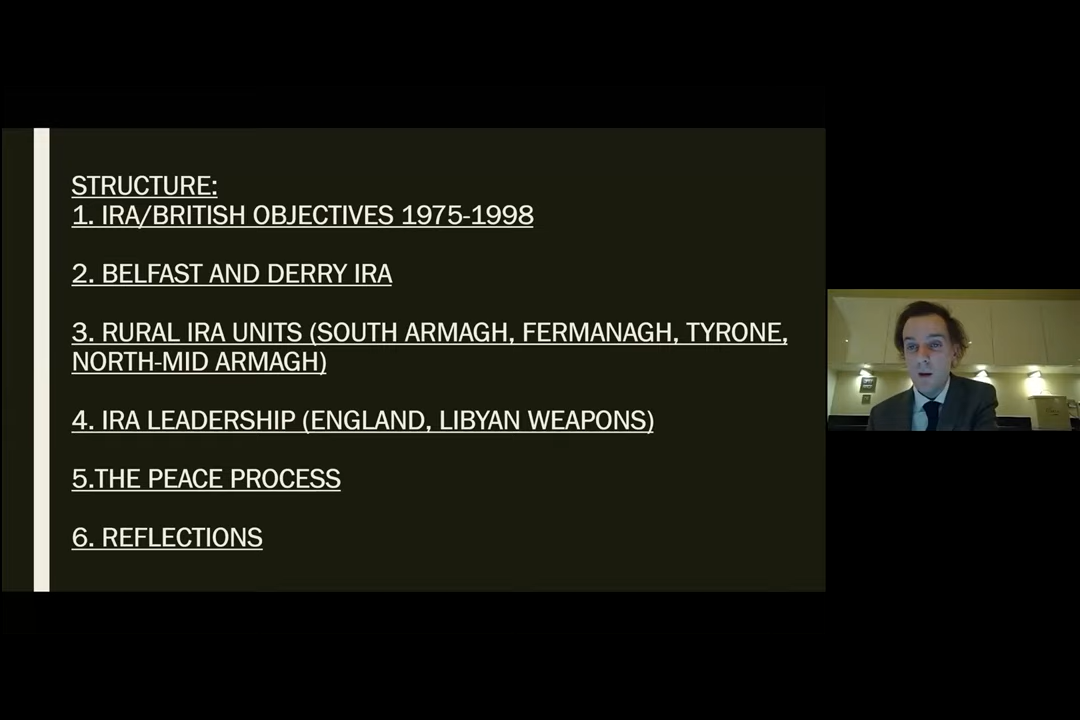 STRUCTURE:
1. IRA/BRITISH OBJECTIVES 1975-1998
2. BELFAST AND DERRY IRA
3. RURAL IRA UNITS (SOUTH ARMAGH, FERMANAGH, TYRONE,
NORTH-MID ARMAGH)
4. IRA LEADERSHIP (ENGLAND, LIBYAN WEAPONS)
5.THE PEACE PROCESS
6. REFLECTIONS